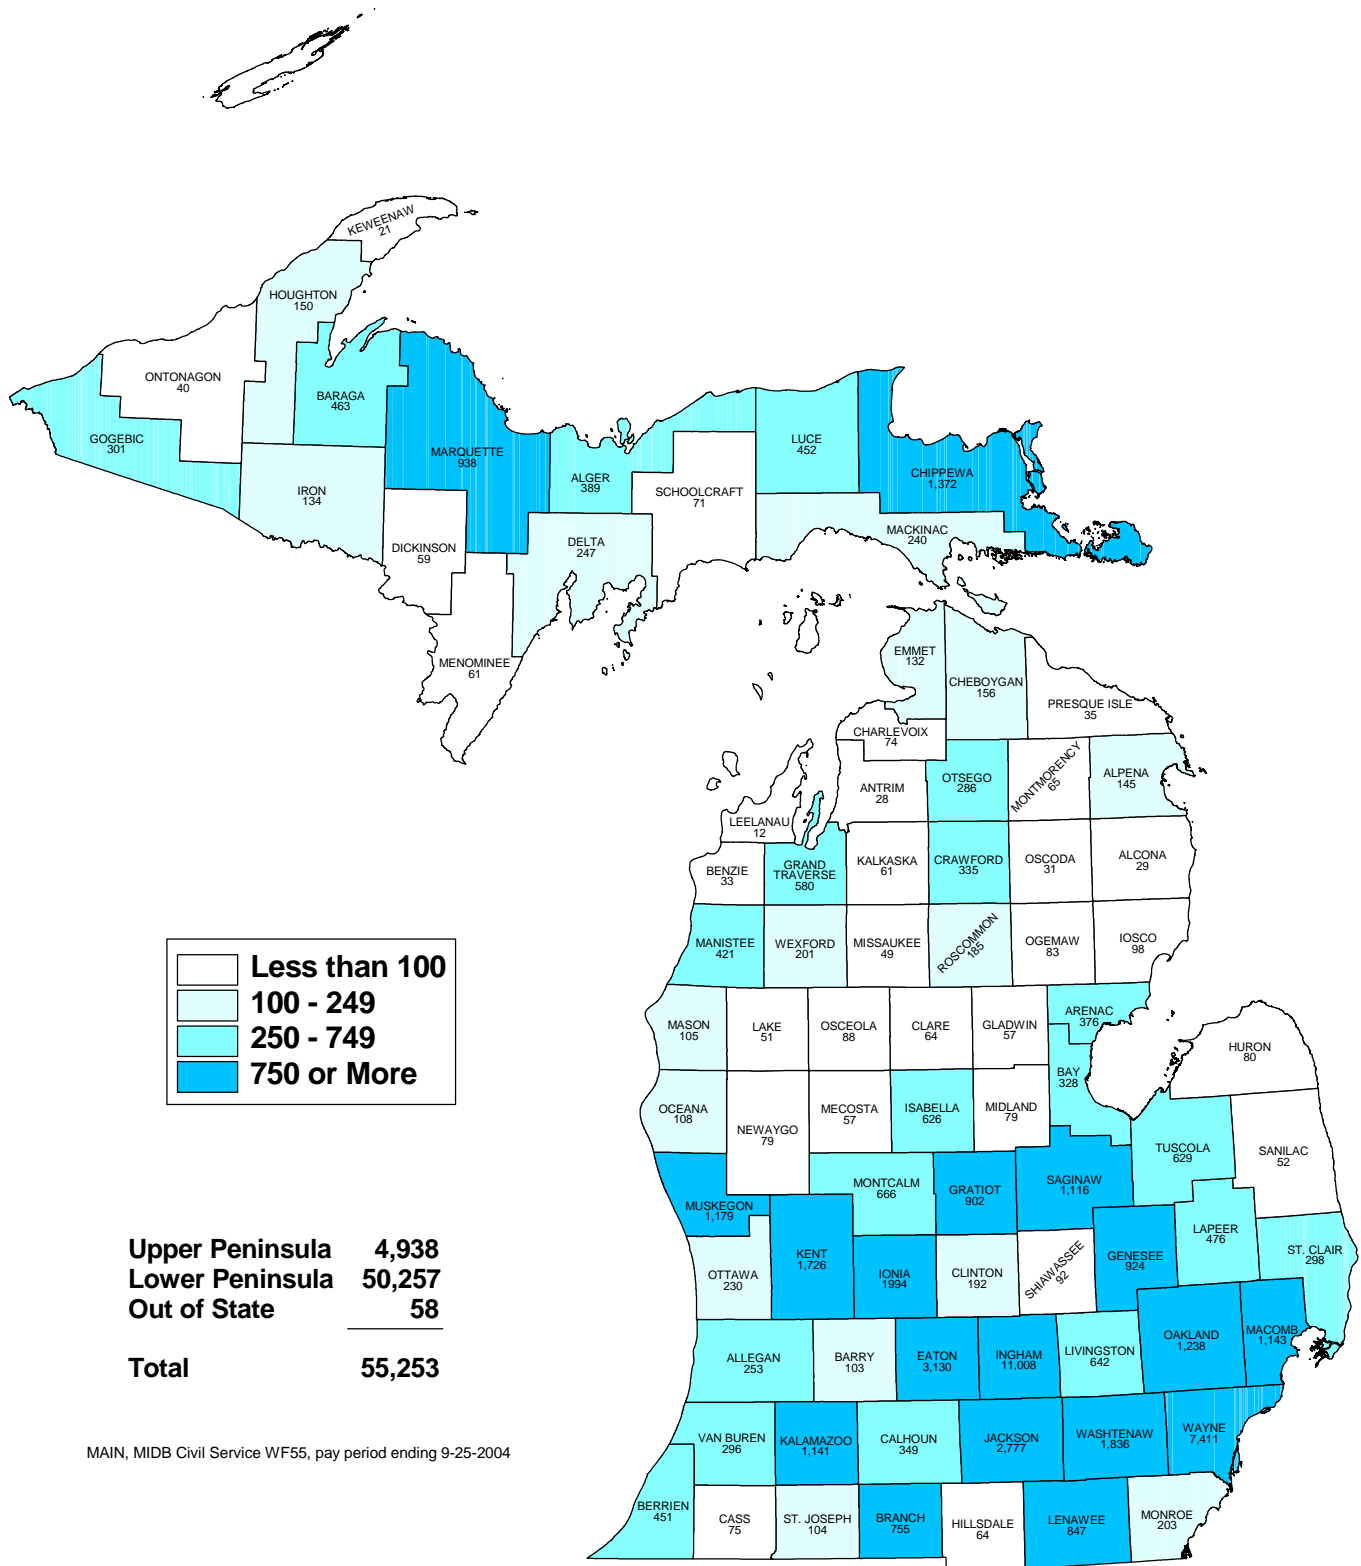 KEWEENAW
21
HOUGHTON
150
ONTONAGON
40
BARAGA
463
GOGEBIC
301
MARQUETTE
938
LUCE
452
CHIPPEWA
1,372
ALGER
389
SCHOOLCRAFT
71
IRON
134
MACKINAC
240
DICKINSON
59
DELTA
247
MENOMINEE
61
EMMET
132
CHEBOYGAN
156
PRESQUE ISLE
35
CHARLEVOIX
74
ANTRIM
28
OTSEGO
286
MONTMORENCY
65
ALPENA
145
LEELANAU
12
BENZIE
33
GRAND
TRAVERSE
580
KALKASKA
61
CRAWFORD
335
OSCODA
31
ALCONA
29
MANISTEE
421
WEXFORD
201
MISSAUKEE
49
ROSCOMMON
185
OGEMAW
83
IOSCO
98
Less than 100
100 - 249
250 - 749
750 or More
MASON
105
LAKE
51
OSCEOLA
88
CLARE
64
GLADWIN
57
ARENAC
376
HURON
80
BAY
328
OCEANA
108
NEWAYGO
79
MECOSTA
57
ISABELLA
626
MIDLAND
79
TUSCOLA
629
SANILAC
52
MUSKEGON
1,179
MONTCALM
666
GRATIOT
902
SAGINAW
1,116
LAPEER
476
ST. CLAIR
298
KENT
1,726
OTTAWA
230
IONIA
1994
CLINTON
192
SHIAWASSEE
92
GENESEE
924
Upper Peninsula 4,938
Lower Peninsula 50,257
Out of State 58
Total 55,253
ALLEGAN
253
BARRY
103
EATON
3,130
INGHAM
11,008
LIVINGSTON
642
OAKLAND
1,238
MACOMB
1,143
VAN BUREN
296
KALAMAZOO
1,141
CALHOUN
349
JACKSON
2,777
WASHTENAW
1,836
WAYNE
7,411
MAIN, MIDB Civil Service WF55, pay period ending 9-25-2004
BERRIEN
451
CASS
75
ST. JOSEPH
104
BRANCH
755
HILLSDALE
64
LENAWEE
847
MONROE
203